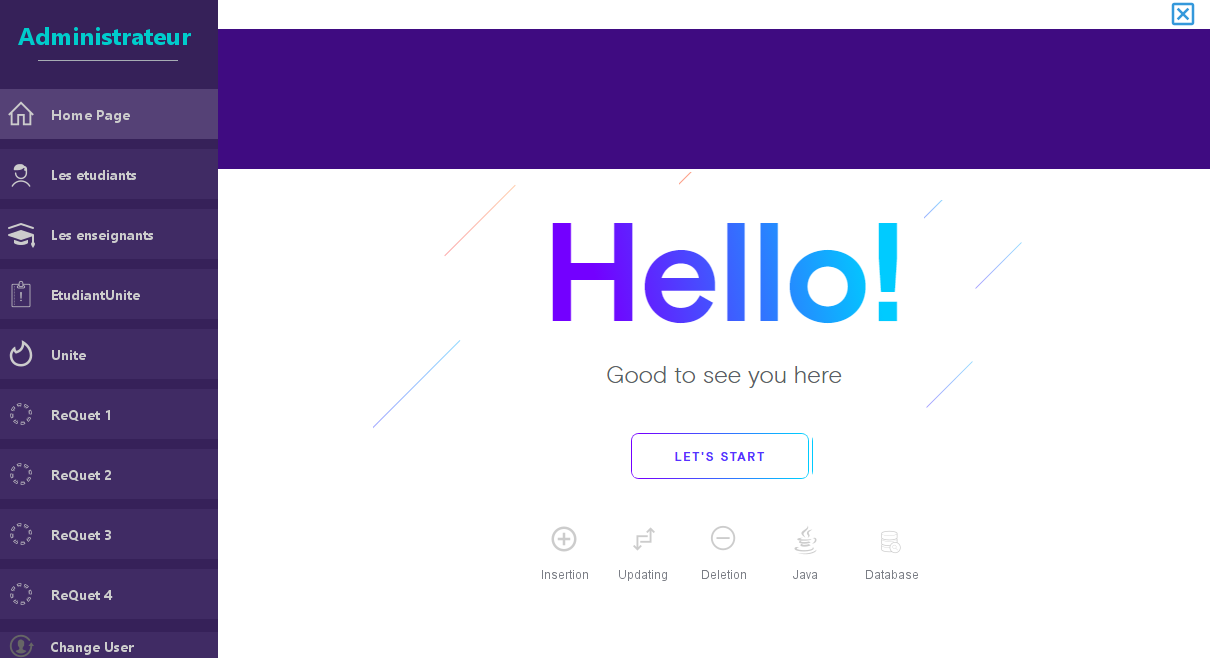 Administrateur
Home Page
Les etudiants
Les enseignants
EtudiantUnite
Unite
ReQuet 1
ReQuet 2
ReQuet 3
ReQuet 4
Change User
Hello!
Good to see you here
LET'S START
Insertion
Updating
Deletion
Java
Database